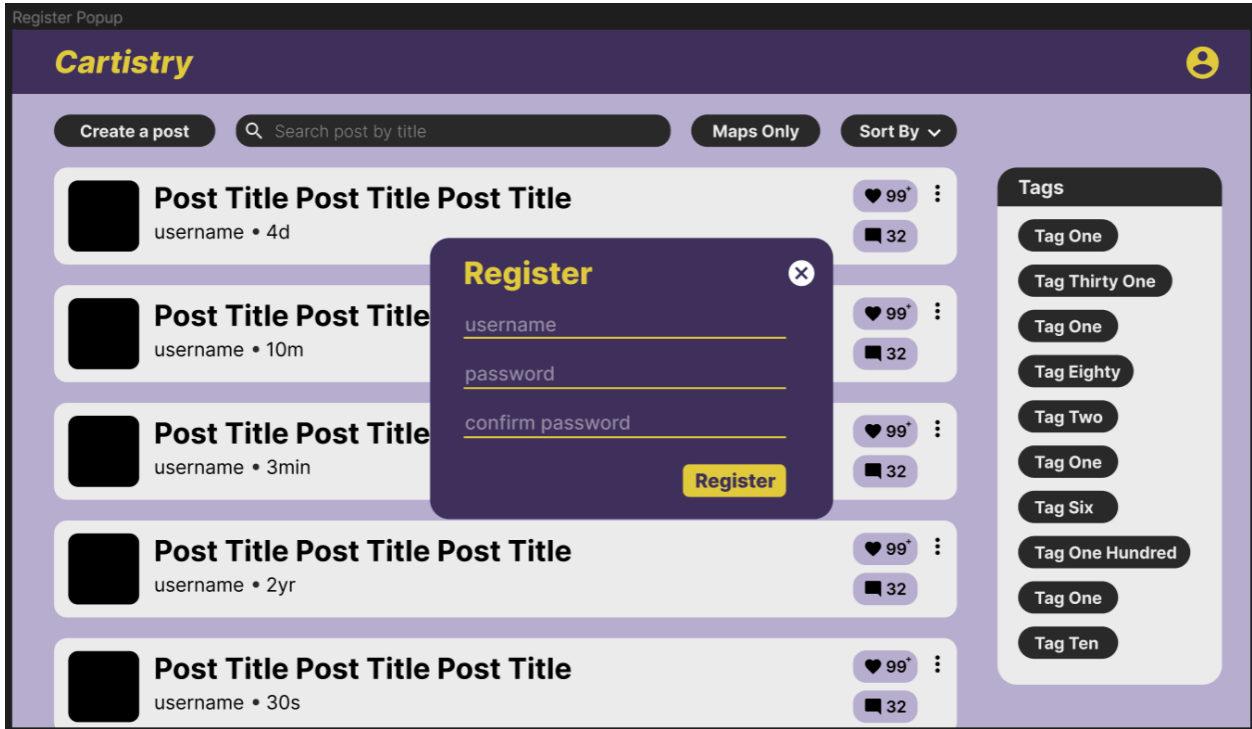 Register Popup
Cartistry
Create a post
Search post by title
Maps Only
Sort By
Post Title Post Title Post Title
username • 4d
99+
32
Post Title Post Title
username • 10m
99+
32
Post Title Post Title
username • 3min
99+
32
Post Title Post Title Post Title
username • 2yr
99+
32
Post Title Post Title Post Title
username • 30s
99+
32
Register
username
password
confirm password
Register
Tags
Tag One
Tag Thirty One
Tag One
Tag Eighty
Tag Two
Tag One
Tag Six
Tag One Hundred
Tag One
Tag Ten